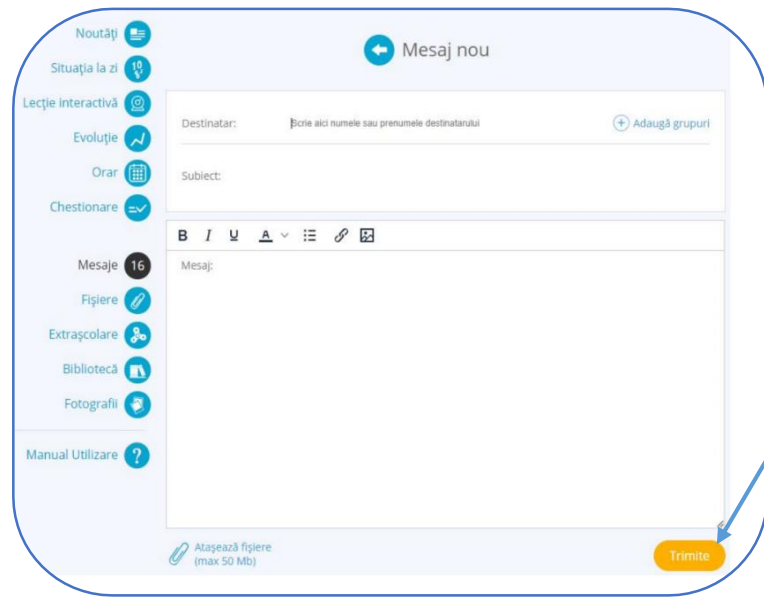 Noutăți
Situația la zi
Lecție interactivă
Evoluție
Orar
Chestionare
Mesaje 16
Fișiere
Extrașcolare
Bibliotecă
Fotografii
Manual Utilizare ?
Mesaj nou
Destinatar: Scrie aici numele sau prenumele destinatarului + Adaugă grupuri
Subiect:
B I U A
Mesaj:
Atașează fișiere
(max 50 Mb)
Trimite